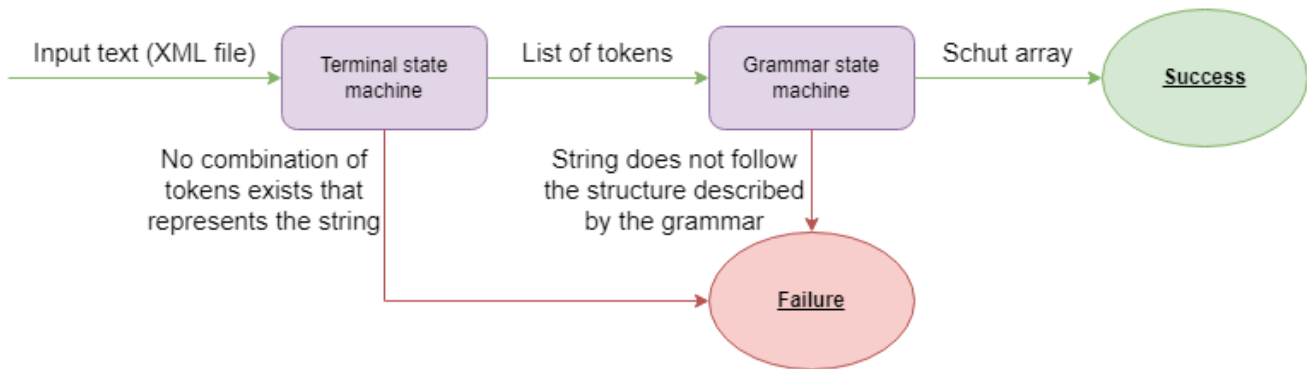 Input text (XML file)
Terminal state
machine
List of tokens
Grammar state
machine
Schut array
Success
No combination of
tokens exists that
represents the string
String does not follow
the structure described
by the grammar
Failure